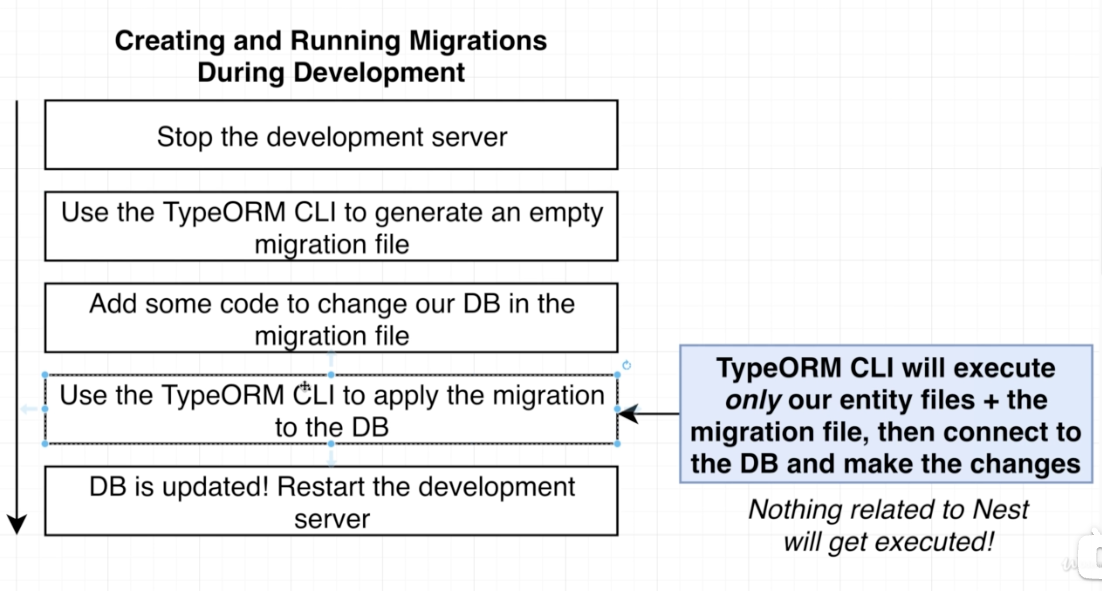 Creating and Running Migrations
During Development
Stop the development server
Use the TypeORM CLI to generate an empty
migration file
Add some code to change our DB in the
migration file
Use the TypeORM CLI to apply the migration
to the DB
TypeORM CLI will execute
only our entity files + the
migration file, then connect to
the DB and make the changes
DB is updated! Restart the development
server
Nothing related to Nest
will get executed!